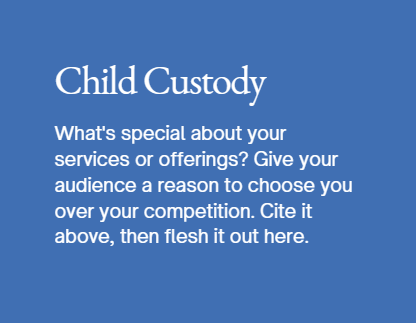 Child Custody
What's special about your
services or offerings? Give your
audience a reason to choose you
over your competition. Cite it
above, then flesh it out here.